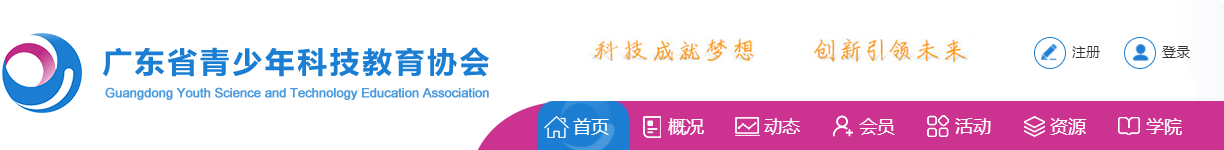 广东省青少年科技教育协会
Guangdong Youth Science and Technology Education Association
科技成就梦想 创新引领未来
注册 登录
首页 概况 动态 会员 活动 资源 学院